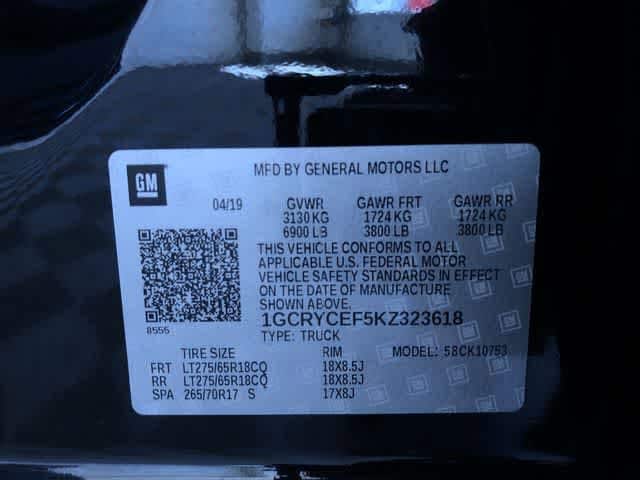 GM
MFD BY GENERAL MOTORS LLC
04/19 GVWR GAWR FRT GAWR RR
3130 KG 1724 KG 1724 KG
6900 LB 3800 LB 3800 LB
THIS VEHICLE CONFORMS TO ALL
APPLICABLE U.S. FEDERAL MOTOR
VEHICLE SAFETY STANDARDS IN EFFECT
ON THE DATE OF MANUFACTURE
SHOWN ABOVE.
1GCRYCEF5KZ323618
8555
TYPE: TRUCK
TIRE SIZE RIM MODEL: 58CK10753
FRT LT275/65R18CQ 18X8.5J
RR LT275/65R18CQ 18X8.5J
SPA 265/70R17 S 17X8J